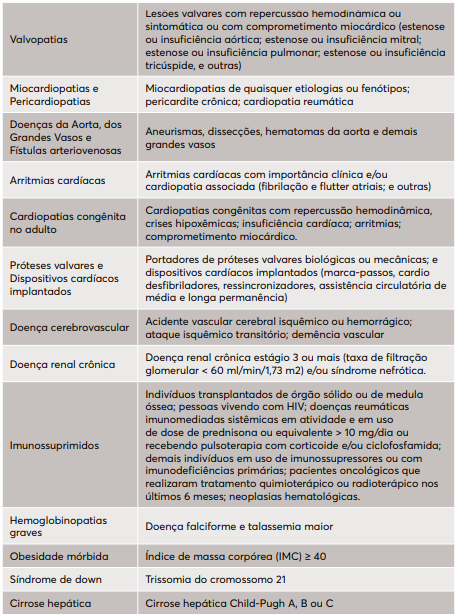 Valvopatias
Lesões valvares com repercussão hemodinâmica ou
sintomática ou com comprometimento miocárdico (estenose
ou insuficiência aórtica; estenose ou insuficiência mitral;
estenose ou insuficiência pulmonar; estenose ou insuficiência
tricúspide, e outras)
Miocardiopatias e
Pericardiopatias
Miocardiopatias de quaisquer etiologias ou fenótipos;
pericardite crônica; cardiopatia reumática
Doenças da Aorta, dos
Grandes Vasos e
Fístulas arteriovenosas
Aneurismas, dissecções, hematomas da aorta e demais
grandes vasos
Arritmias cardíacas
Arritmias cardíacas com importância clínica e/ou
cardiopatia associada (fibrilação e flutter atriais; e outras)
Cardiopatias congênita
no adulto
Cardiopatias congênitas com repercussão hemodinâmica,
crises hipoxêmicas; insuficiência cardíaca; arritmias;
comprometimento miocárdico.
Próteses valvares e
Dispositivos cardíacos
implantados
Portadores de próteses valvares biológicas ou mecânicas; e
dispositivos cardíacos implantados (marca-passos, cardio
desfibriladores, ressincronizadores, assistência circulatória de
média e longa permanência)
Doença cerebrovascular
Acidente vascular cerebral isquêmico ou hemorrágico;
ataque isquêmico transitório; demência vascular
Doença renal crônica
Doença renal crônica estágio 3 ou mais (taxa de filtração
glomerular < 60 ml/min/1,73 m2) e/ou síndrome nefrótica.
Imunossuprimidos
Indivíduos transplantados de órgão sólido ou de medula
óssea; pessoas vivendo com HIV; doenças reumáticas
imunomediadas sistêmicas em atividade e em uso
de dose de prednisona ou equivalente > 10 mg/dia ou
recebendo pulsoterapia com corticoide e/ou ciclofosfamida;
demais indivíduos em uso de imunossupressores ou com
imunodeficiências primárias; pacientes oncológicos que
realizaram tratamento quimioterápico ou radioterápico nos
últimos 6 meses; neoplasias hematológicas.
Hemoglobinopatias
graves
Doença falciforme e talassemia maior
Obesidade mórbida
Índice de massa corpórea (IMC) ≥ 40
Síndrome de down
Trissomia do cromossomo 21
Cirrose hepática
Cirrose hepática Child-Pugh A, B ou C